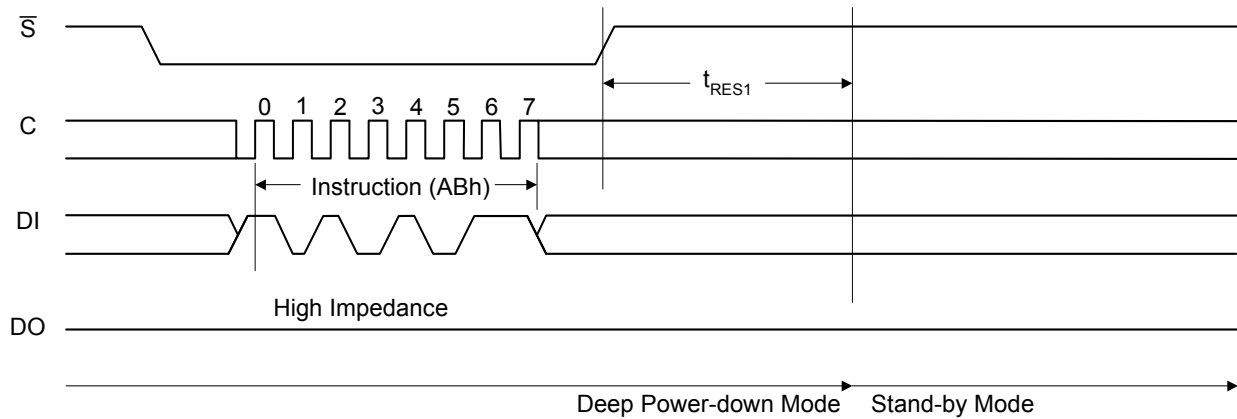 S̅
C
0 1 2 3 4 5 6 7
tRES1
Instruction (ABh)
DI
High Impedance
DO
Deep Power-down Mode Stand-by Mode